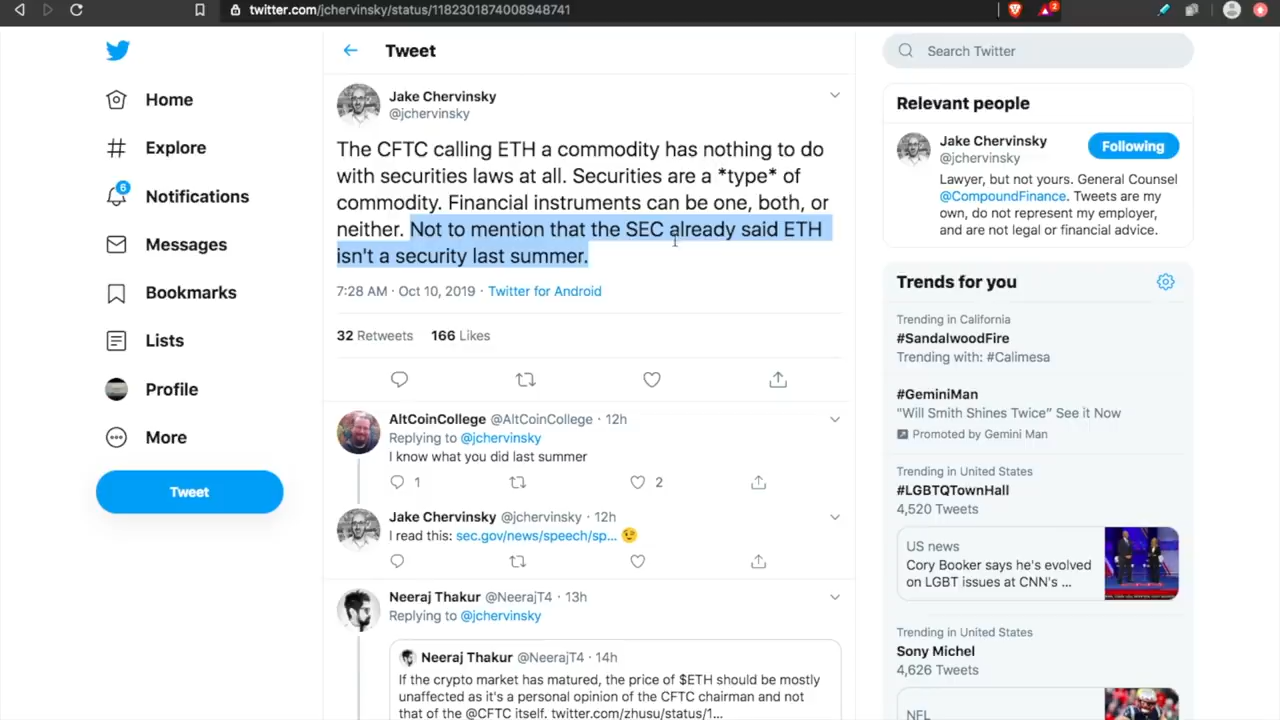 twitter.com/jchervinsky/status/1182301874008948741
2
Home
Explore
6
Notifications
Messages
Bookmarks
Lists
Profile
More
Tweet
Tweet
Jake Chervinsky
@jchervinsky
The CFTC calling ETH a commodity has nothing to do
with securities laws at all. Securities are a *type* of
commodity. Financial instruments can be one, both, or
neither. Not to mention that the SEC already said ETH
isn't a security last summer.
7:28 AM · Oct 10, 2019 · Twitter for Android
32 Retweets 166 Likes
AltCoinCollege @AltCoinCollege · 12h
Replying to @jchervinsky
I know what you did last summer
1 2
Jake Chervinsky @jchervinsky · 12h
I read this: sec.gov/news/speech/sp... 😉
Neeraj Thakur @NeerajT4 · 13h
Replying to @jchervinsky
Neeraj Thakur @NeerajT4 · 14h
If the crypto market has matured, the price of $ETH should be mostly
unaffected as it's a personal opinion of the CFTC chairman and not
that of the @CFTC itself. twitter.com/zhusu/status/1...
Search Twitter
Relevant people
Jake Chervinsky
@jchervinsky
Following
Lawyer, but not yours. General Counsel
@CompoundFinance. Tweets are my
own, do not represent my employer,
and are not legal or financial advice.
Trends for you
Trending in California
#SandalwoodFire
Trending with: #Calimesa
#GeminiMan
“Will Smith Shines Twice” See it Now
Promoted by Gemini Man
Trending in United States
#LGBTQTownHall
4,520 Tweets
US news
Cory Booker says he's evolved
on LGBT issues at CNN's ...
Trending in United States
Sony Michel
4,626 Tweets
NFL